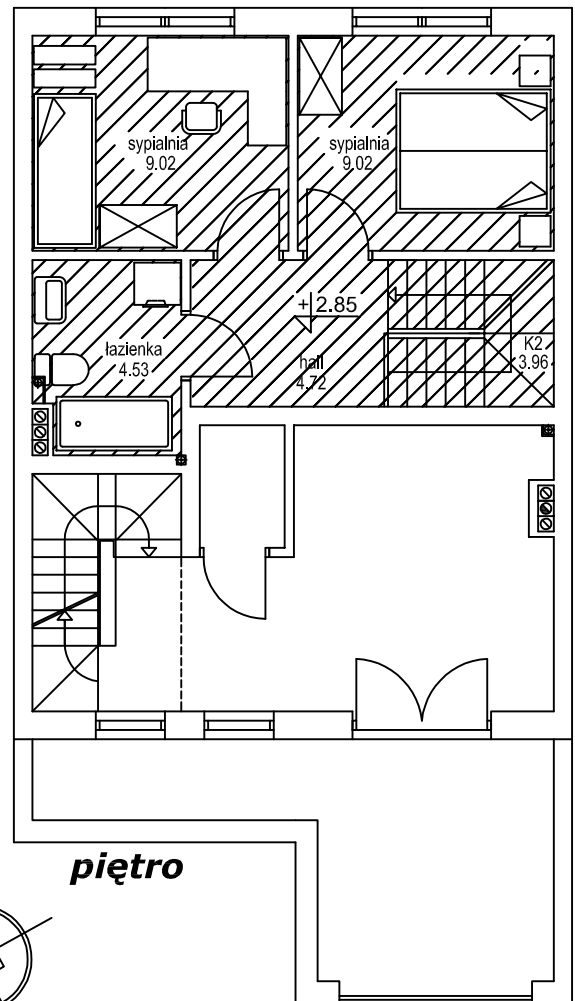 sypialnia
9.02
sypialnia
9.02
+2.85
łazienka
4.53
hall
4.72
K2
3.96
piętro